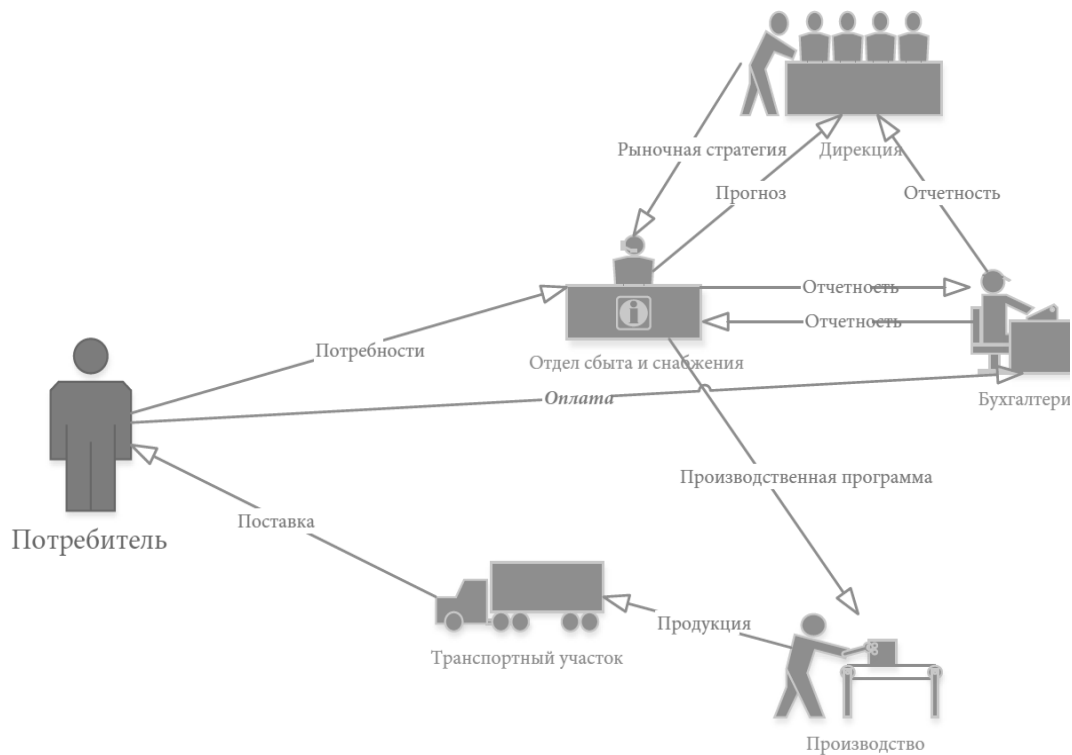 Рыночная стратегия
Дирекция
Прогноз
Отчетность
Отчетность
Отчетность
Потребности
Отдел сбыта и снабжения
Оплата
Бухгалтери
Производственная программа
Поставка
Потребитель
Продукция
Транспортный участок
Производство